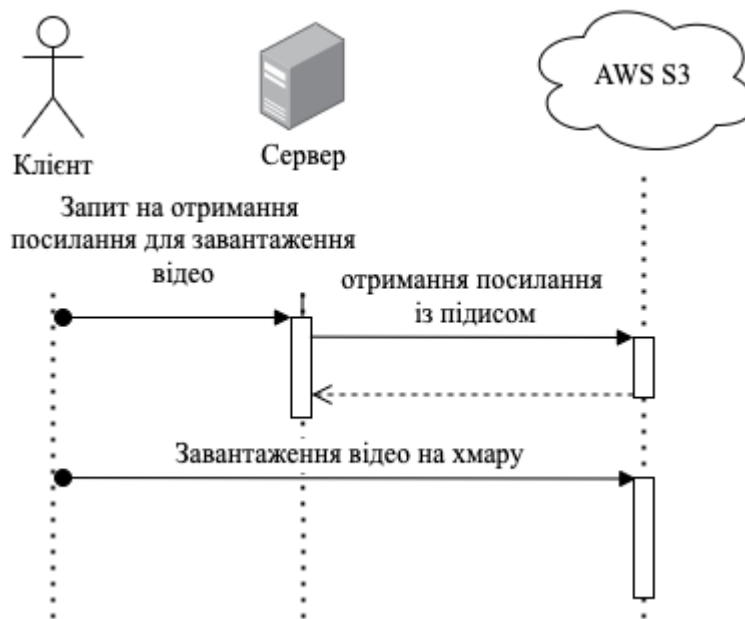 AWS S3
Клієнт
Сервер
Запит на отримання
посилання для завантаження
відео
отримання посилання
із підисом
Завантаження відео на хмару